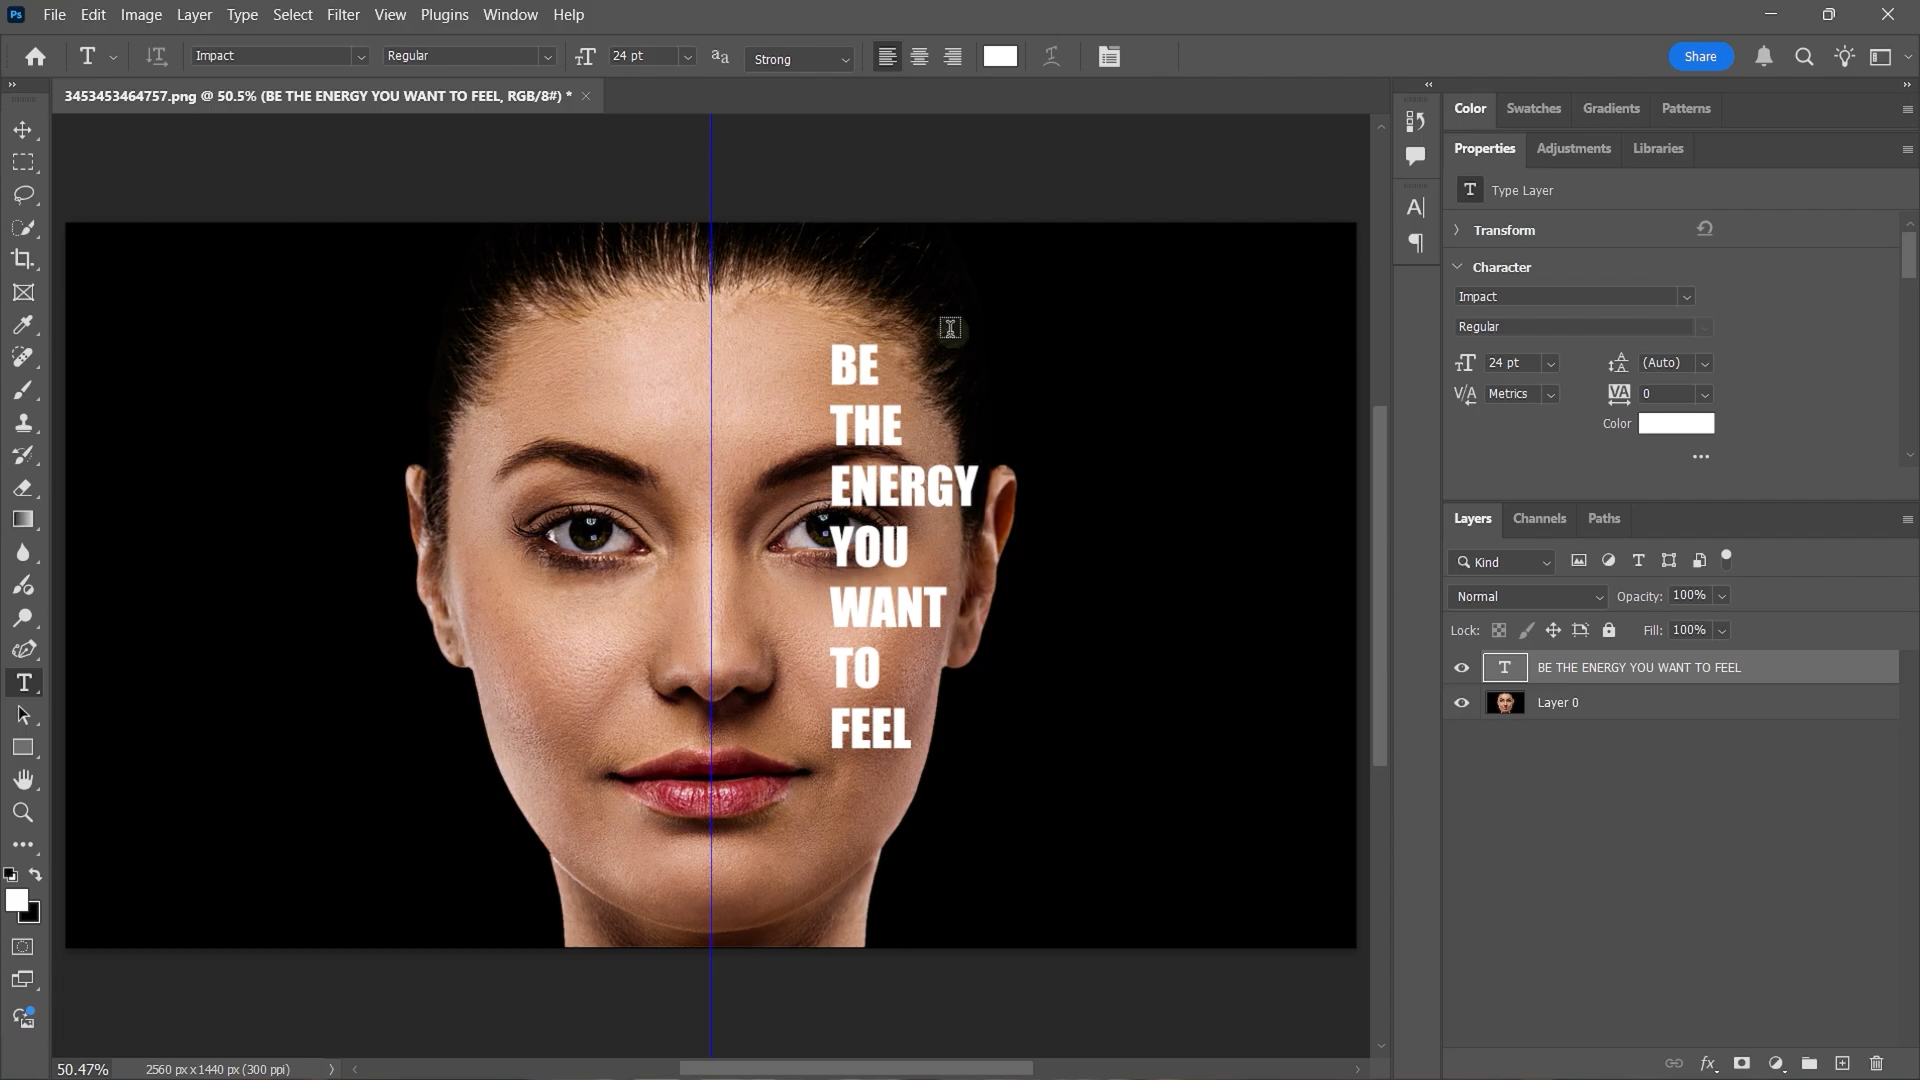 Ps File Edit Image Layer Type Select Filter View Plugins Window Help
T Impact Regular 24 pt aa Strong Share
3453453464757.png @ 50.5% (BE THE ENERGY YOU WANT TO FEEL, RGB/8#) * ×
Color Swatches Gradients Patterns
Properties Adjustments Libraries
T Type Layer
Transform
Character
Impact
Regular
24 pt (Auto)
Metrics 0
Color
BE
THE
ENERGY
YOU
WANT
TO
FEEL
Layers Channels Paths
Kind
Normal Opacity: 100%
Lock: Fill: 100%
T BE THE ENERGY YOU WANT TO FEEL
Layer 0
fx
50.47% 2560 px x 1440 px (300 ppi)